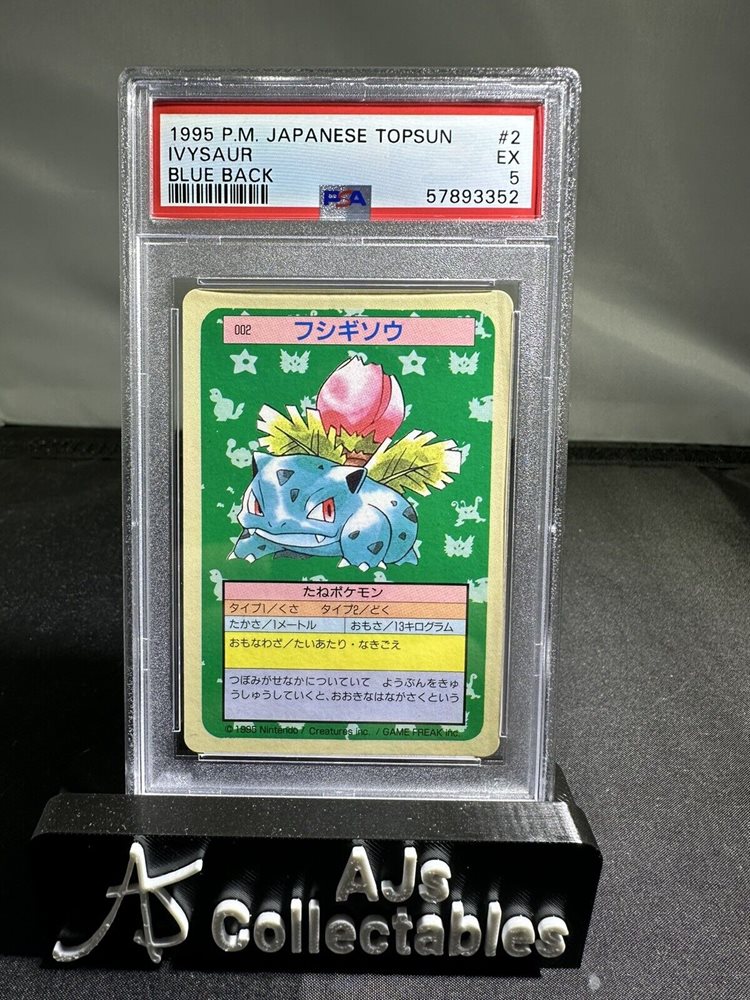 1995 P.M. JAPANESE TOPSUN #2
IVYSAUR EX
BLUE BACK 5
PSA 57893352
002 フシギソウ
たねポケモン
タイプ1/くさ タイプ2/どく
たかさ/1メートル おもさ/13キログラム
おもなわざ/たいあたり・なきごえ
つぼみがせなかについていて ようぶんをきゅ
うしゅうしていくと、おおきなはながさくという
© 1995 Nintendo / Creatures inc. / GAME FREAK inc.
AJs
Collectables